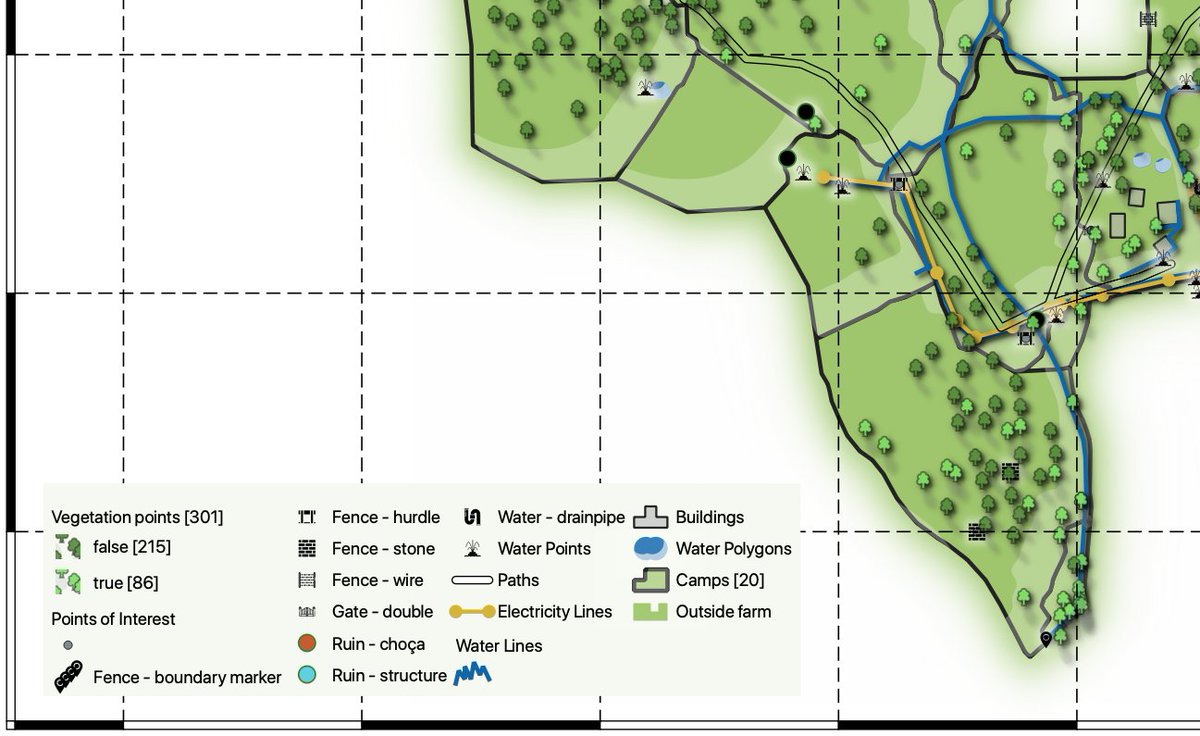 Vegetation points [301]
false [215]
true [86]
Points of Interest
Fence - boundary marker
Fence - hurdle
Fence - stone
Fence - wire
Gate - double
Ruin - choça
Ruin - structure
Water - drainpipe
Water Points
Paths
Electricity Lines
Water Lines
Buildings
Water Polygons
Camps [20]
Outside farm